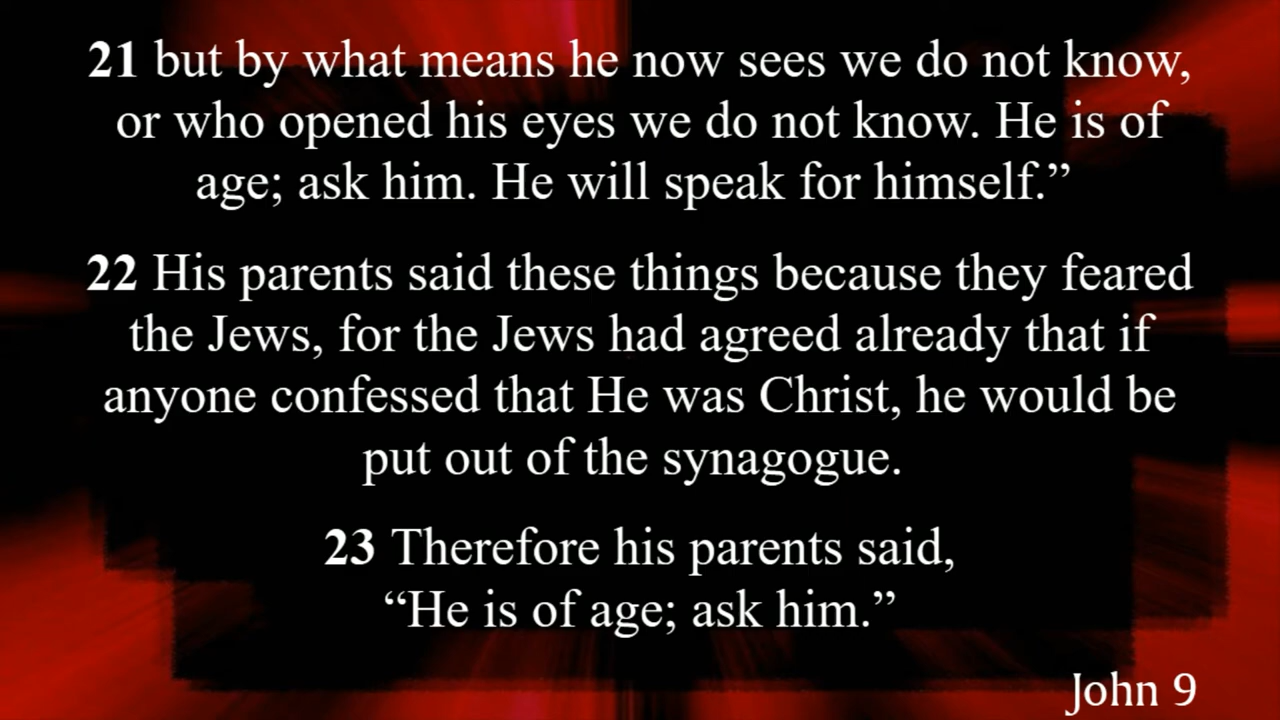 21 but by what means he now sees we do not know,
or who opened his eyes we do not know. He is of
age; ask him. He will speak for himself.”
22 His parents said these things because they feared
the Jews, for the Jews had agreed already that if
anyone confessed that He was Christ, he would be
put out of the synagogue.
23 Therefore his parents said,
“He is of age; ask him.”
John 9